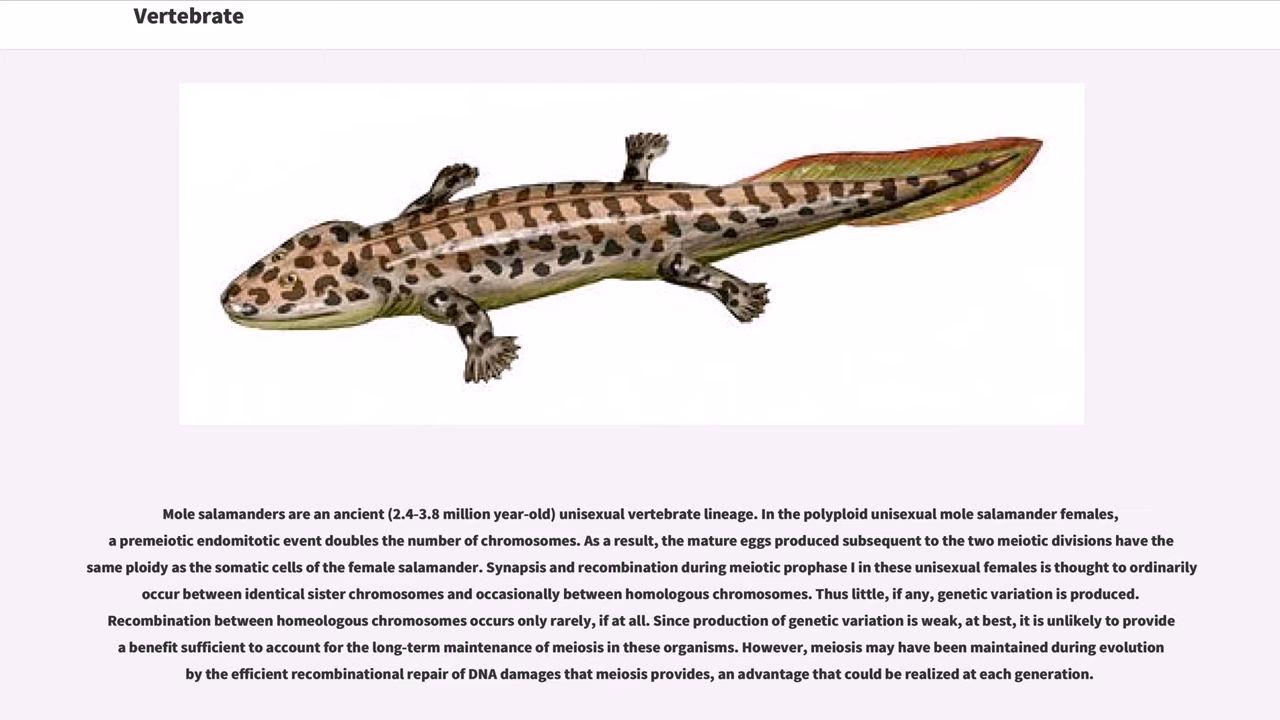 Vertebrate
Mole salamanders are an ancient (2.4-3.8 million year-old) unisexual vertebrate lineage. In the polyploid unisexual mole salamander females,
a premeiotic endomitotic event doubles the number of chromosomes. As a result, the mature eggs produced subsequent to the two meiotic divisions have the
same ploidy as the somatic cells of the female salamander. Synapsis and recombination during meiotic prophase I in these unisexual females is thought to ordinarily
occur between identical sister chromosomes and occasionally between homologous chromosomes. Thus little, if any, genetic variation is produced.
Recombination between homeologous chromosomes occurs only rarely, if at all. Since production of genetic variation is weak, at best, it is unlikely to provide
a benefit sufficient to account for the long-term maintenance of meiosis in these organisms. However, meiosis may have been maintained during evolution
by the efficient recombinational repair of DNA damages that meiosis provides, an advantage that could be realized at each generation.